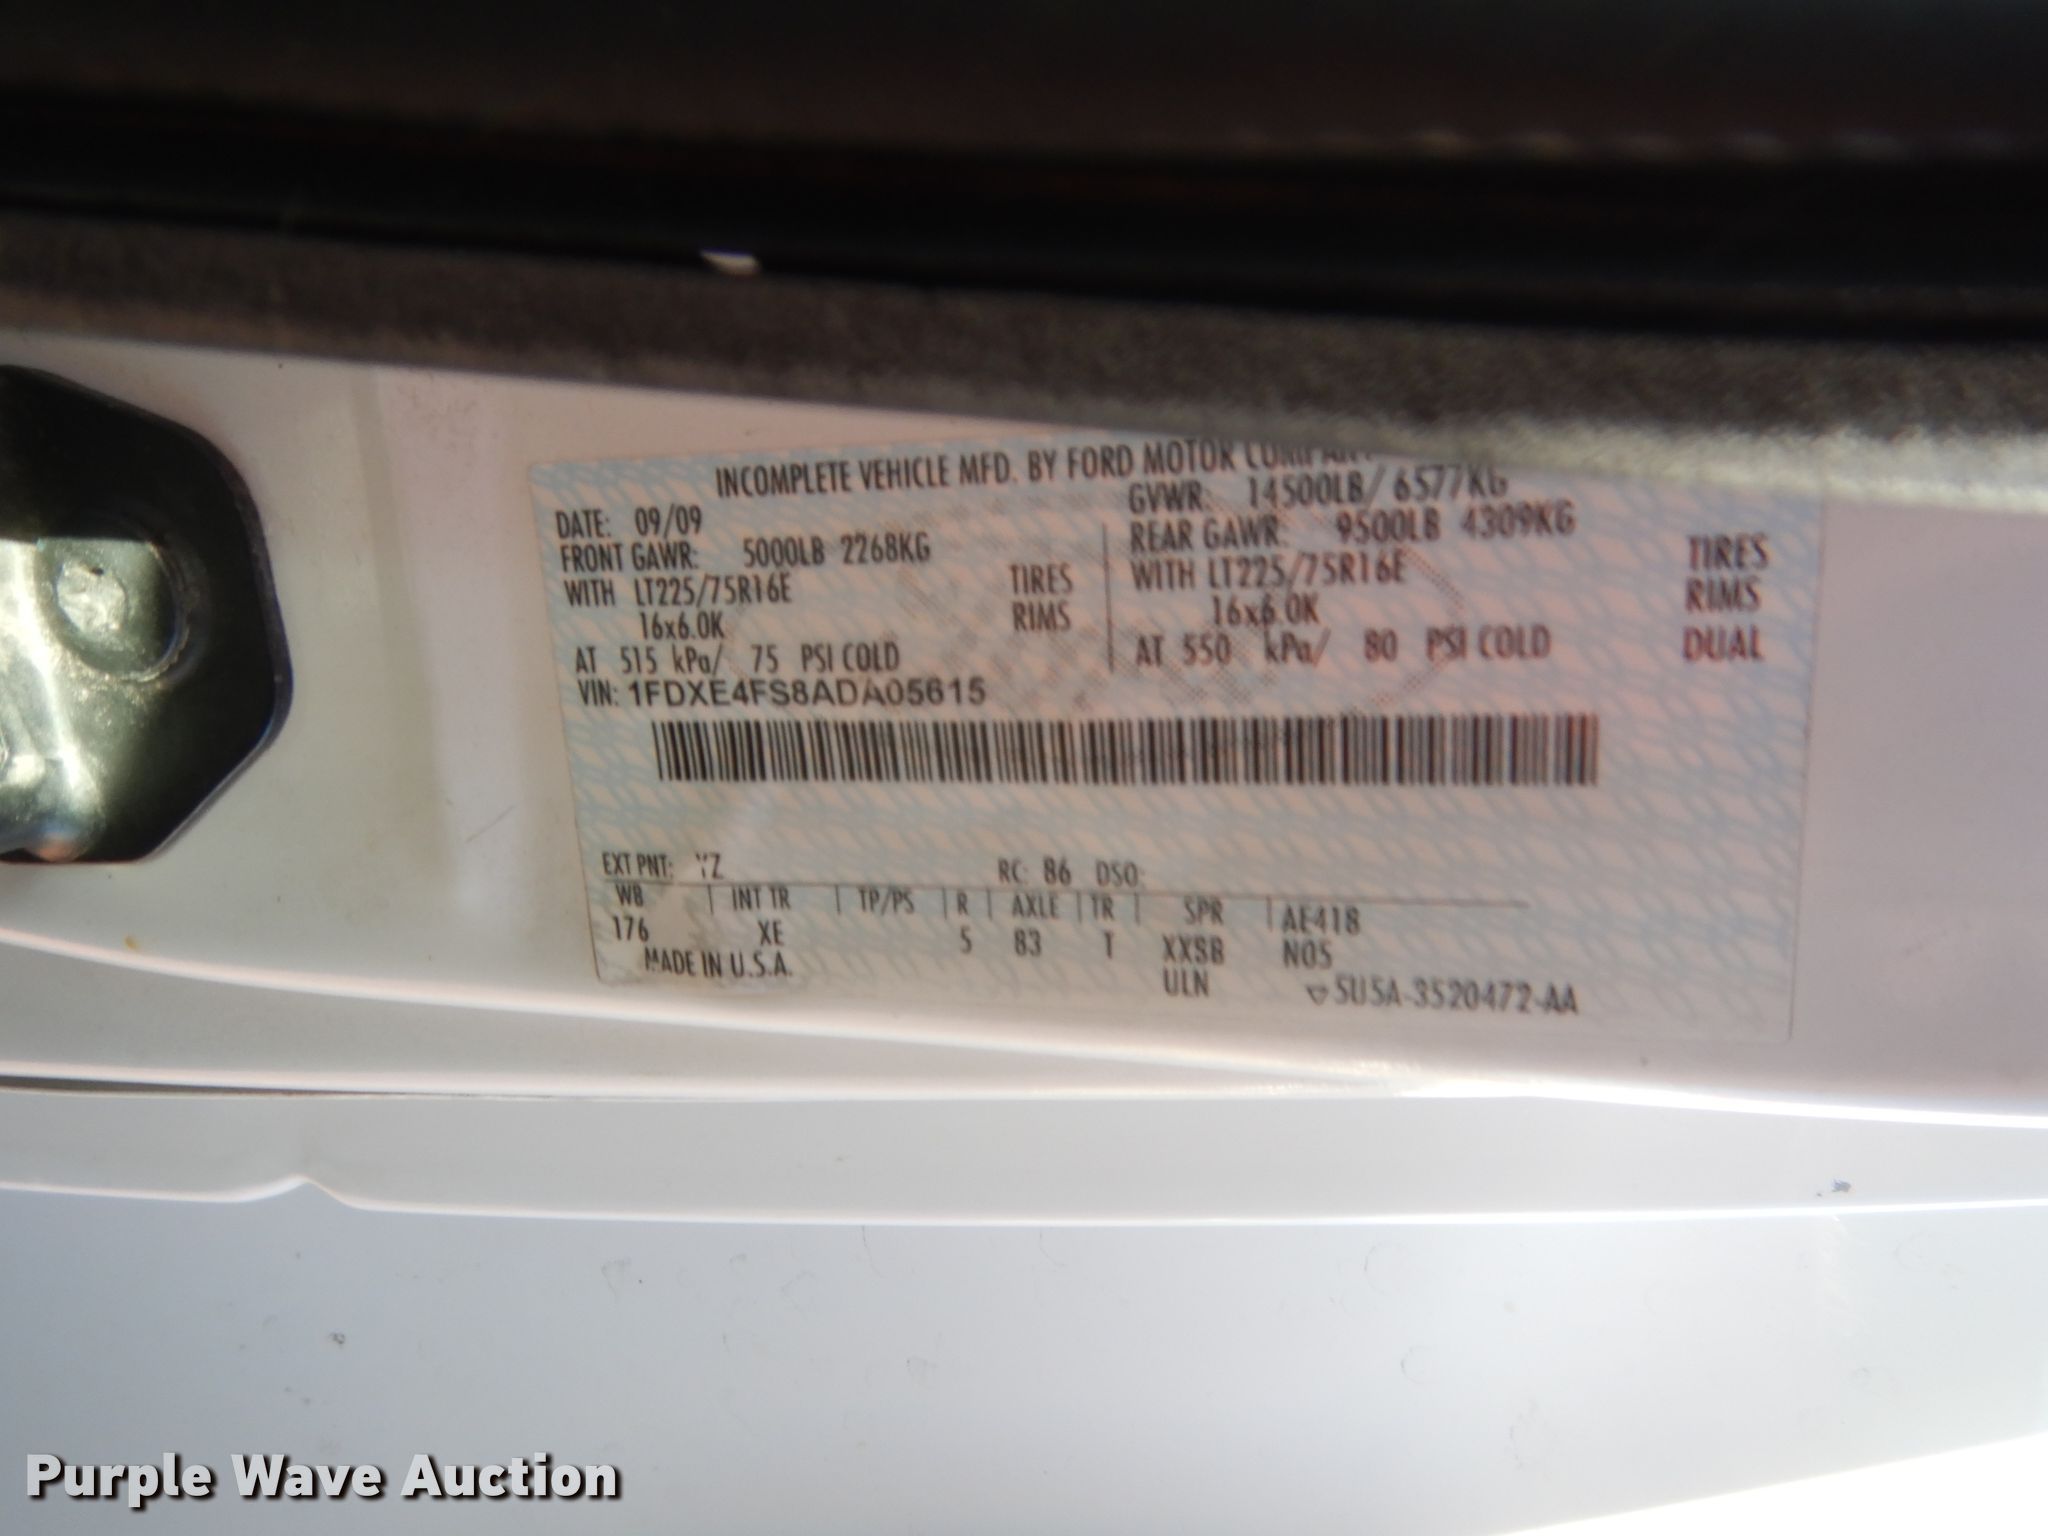 INCOMPLETE VEHICLE MFD. BY FORD MOTOR COMPANY
DATE: 09/09 GVWR: 14500LB/ 6577KG
FRONT GAWR: 5000LB 2268KG REAR GAWR: 9500LB 4309KG
WITH LT225/75R16E TIRES WITH LT225/75R16E TIRES
16x6.0K RIMS 16x6.0K RIMS
AT 515 kPa/ 75 PSI COLD AT 550 kPa/ 80 PSI COLD DUAL
VIN: 1FDXE4FS8ADA05615
EXT PNT: YZ RC: 86 DSO:
WB INT TR TP/PS R AXLE TR SPR AE418
176 XE 5 83 T XXSB N05
MADE IN U.S.A. ULN 5U5A-3520472-AA
Purple Wave Auction